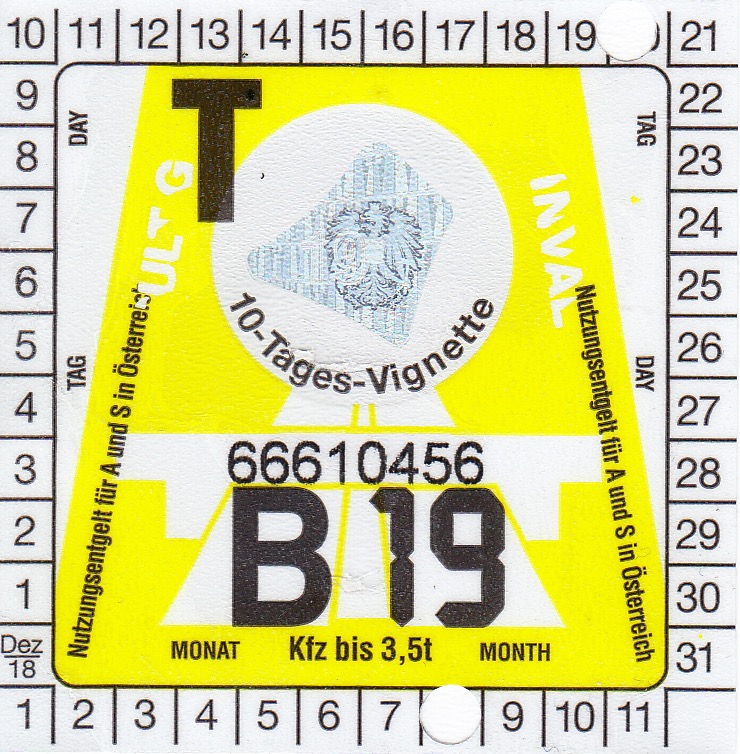 10 11 12 13 14 15 16 17 18 19 21
9 22
8 23
7 24
6 25
5 26
4 27
3 28
2 29
1 30
Dez
18
31
1 2 3 4 5 6 7 9 10 11
DAY
TAG
TAG
DAY
T
ULT G
INVAL
Nutzungsentgelt für A und S in Österreich
Nutzungsentgelt für A und S in Österreich
10-Tages-Vignette
66610456
B 19
MONAT Kfz bis 3,5t MONTH